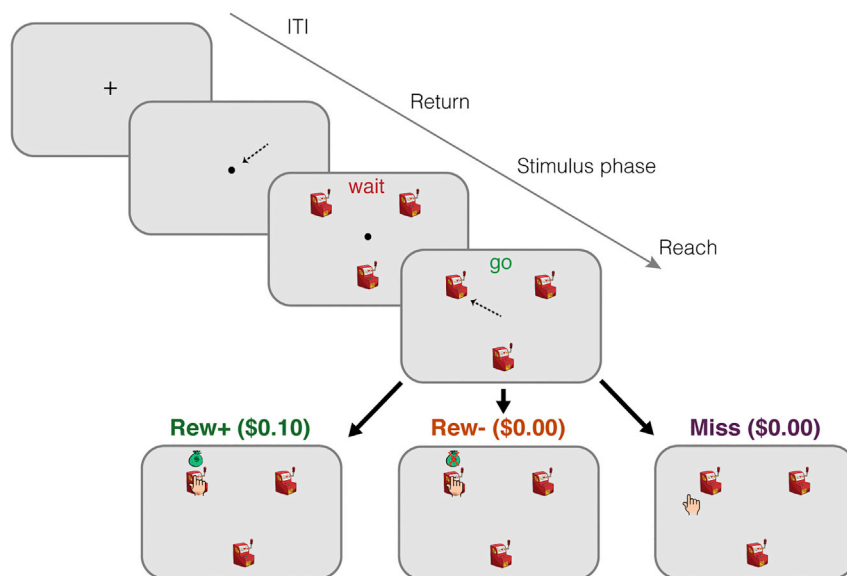 ITI
Return
Stimulus phase
wait
Reach
go
Rew+ ($0.10)
Rew- ($0.00)
Miss ($0.00)